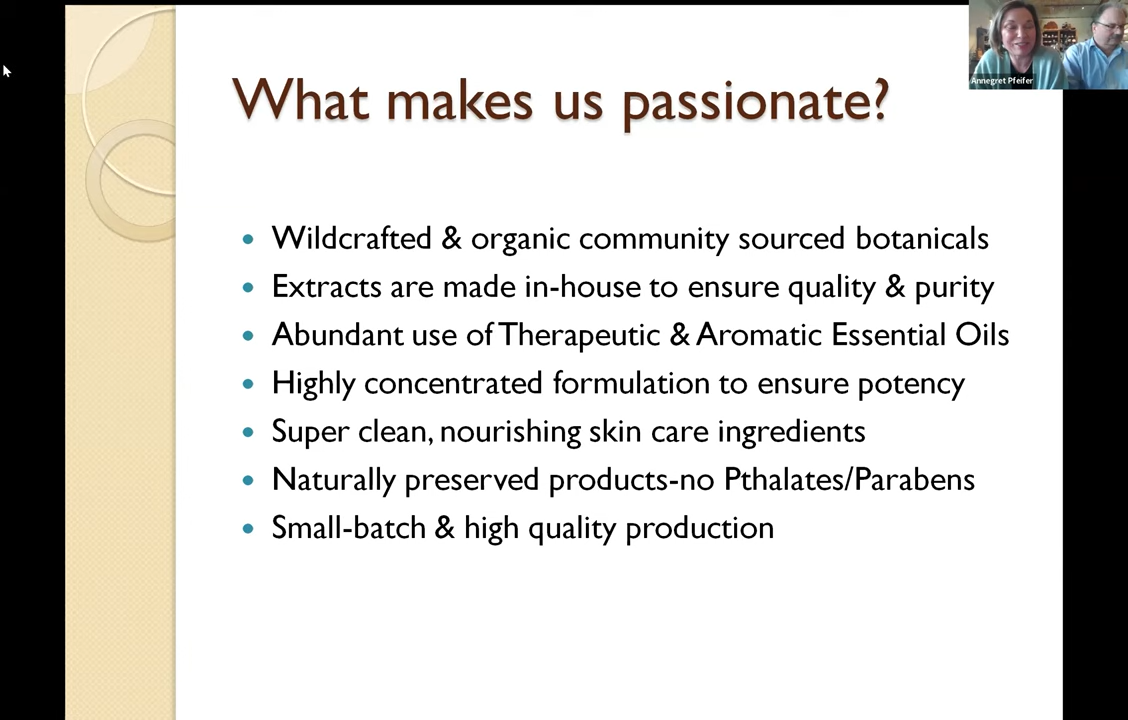 What makes us passionate?
Annegret Pfeifer
Wildcrafted & organic community sourced botanicals
Extracts are made in-house to ensure quality & purity
Abundant use of Therapeutic & Aromatic Essential Oils
Highly concentrated formulation to ensure potency
Super clean, nourishing skin care ingredients
Naturally preserved products-no Pthalates/Parabens
Small-batch & high quality production